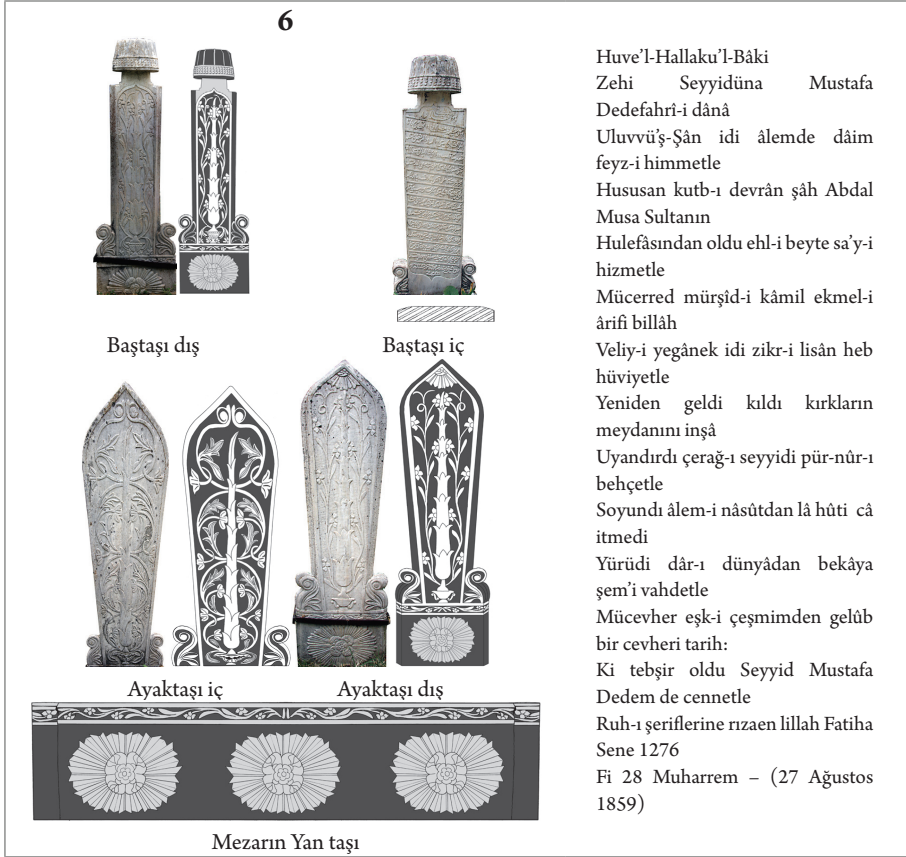 6
Baştaşı dış
Baştaşı iç
Ayaktaşı iç
Ayaktaşı dış
Mezarın Yan taşı
Huve’l-Hallaku’l-Bâki
Zehi Seyyidüna Mustafa
Dedefahrî-i dânâ
Uluvvü’ş-Şân idi âlemde dâim
feyz-i himmetle
Hususan kutb-ı devrân şâh Abdal
Musa Sultanın
Hulefâsından oldu ehl-i beyte sa’y-i
hizmetle
Mücerred mürşîd-i kâmil ekmel-i
ârifi billâh
Veliy-i yegânek idi zikr-i lisân heb
hüviyetle
Yeniden geldi kıldı kırkların
meydanını inşâ
Uyandırdı çerağ-ı seyyidi pür-nûr-ı
behçetle
Soyundı âlem-i nâsûtdan lâ hûti câ
itmedi
Yürüdi dâr-ı dünyâdan bekâya
şem’i vahdetle
Mücevher eşk-i çeşmimden gelûb
bir cevheri tarih:
Ki tebşir oldu Seyyid Mustafa
Dedem de cennetle
Ruh-ı şeriflerine rızaen lillah Fatiha
Sene 1276
Fi 28 Muharrem – (27 Ağustos
1859)